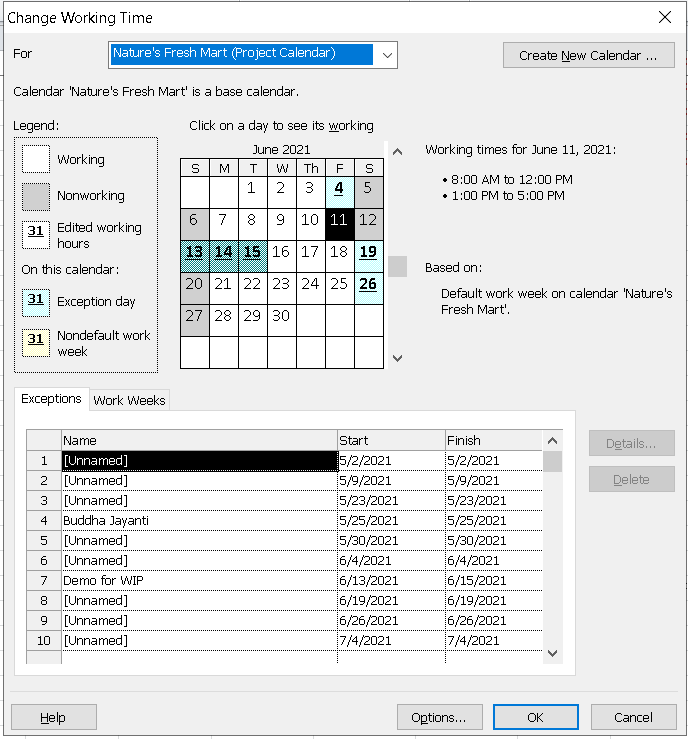 Change Working Time
For
Nature's Fresh Mart (Project Calendar)
Create New Calendar ...
Calendar 'Nature's Fresh Mart' is a base calendar.
Legend:
Working
Nonworking
31
Edited working
hours
On this calendar:
31
Exception day
31
Nondefault work
week
Click on a day to see its working
June 2021
S M T W Th F S
1 2 3 4 5
6 7 8 9 10 11 12
13 14 15 16 17 18 19
20 21 22 23 24 25 26
27 28 29 30
Working times for June 11, 2021:
• 8:00 AM to 12:00 PM
• 1:00 PM to 5:00 PM
Based on:
Default work week on calendar 'Nature's
Fresh Mart'.
Exceptions Work Weeks
Name Start Finish
1 [Unnamed] 5/2/2021 5/2/2021
2 [Unnamed] 5/9/2021 5/9/2021
3 [Unnamed] 5/23/2021 5/23/2021
4 Buddha Jayanti 5/25/2021 5/25/2021
5 [Unnamed] 5/30/2021 5/30/2021
6 [Unnamed] 6/4/2021 6/4/2021
7 Demo for WIP 6/13/2021 6/15/2021
8 [Unnamed] 6/19/2021 6/19/2021
9 [Unnamed] 6/26/2021 6/26/2021
10 [Unnamed] 7/4/2021 7/4/2021
Details...
Delete
Help
Options...
OK
Cancel